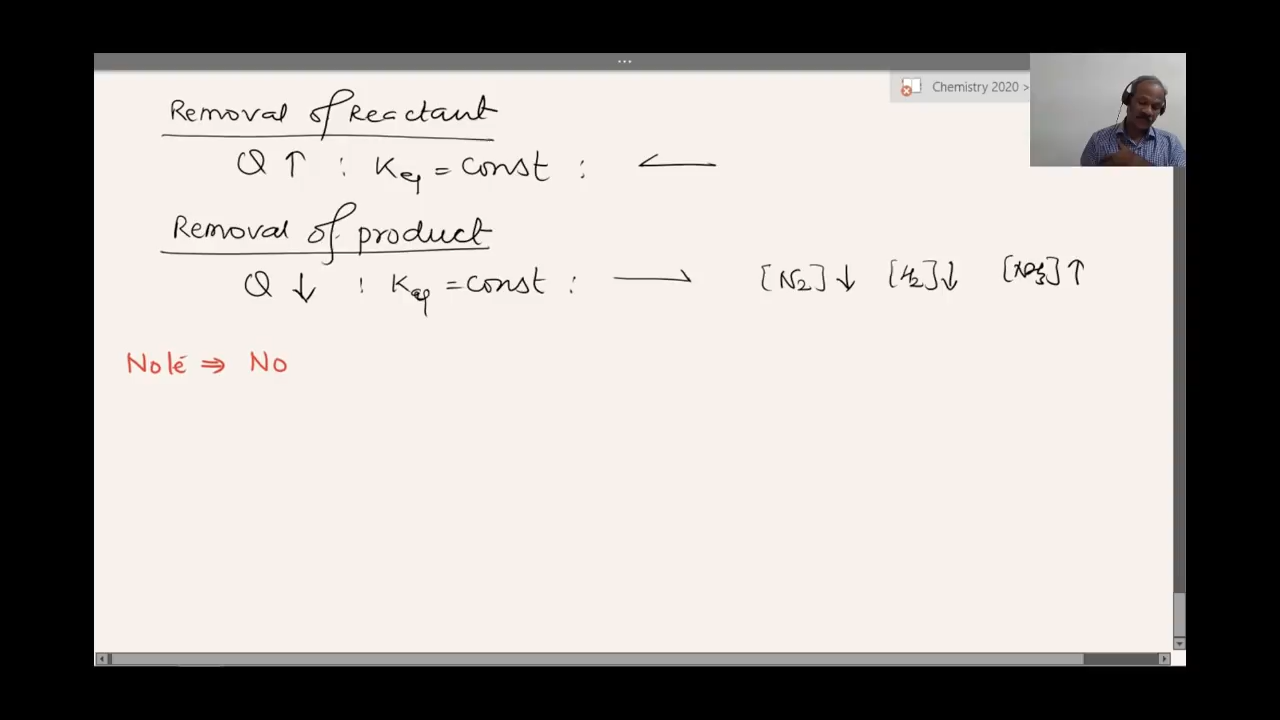 Chemistry 2020 >
Removal of Reactant
Q ↑ : Keq = const : ←
Removal of product
Q ↓ : Keq = const : → [N2] ↓ [H2] ↓ [NH3] ↑
Note ⇒ No